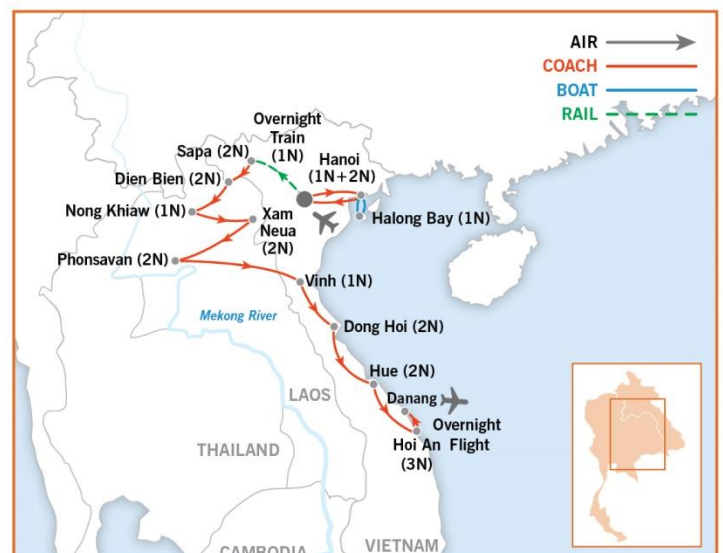 AIR
COACH
BOAT
RAIL
Overnight
Train
(1N)
Hanoi
(1N+2N)
Sapa (2N)
Dien Bien (2N)
Nong Khiaw (1N)
Xam
Neua
(2N)
Halong Bay (1N)
Phonsavan (2N)
Vinh (1N)
Mekong River
Dong Hoi (2N)
Hue (2N)
LAOS
Danang
Overnight
Flight
Hoi An
(3N)
THAILAND
CAMBODIA
VIETNAM